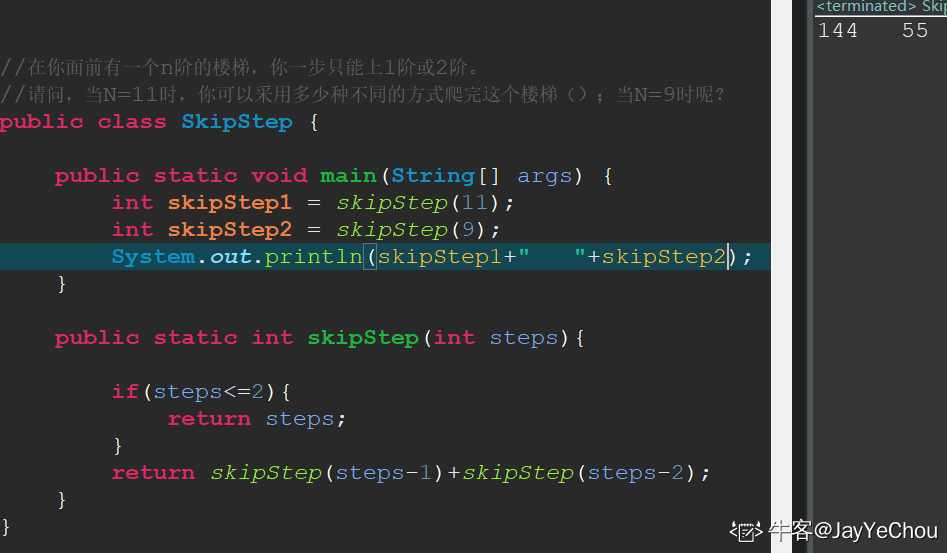 <terminated> Skip
144   55
//在你面前有一个n阶的楼梯，你一步只能上1阶或2阶。
//请问，当N=11时，你可以采用多少种不同的方式爬完这个楼梯（）；当N=9时呢？
public class SkipStep {
public static void main(String[] args) {
int skipStep1 = skipStep(11);
int skipStep2 = skipStep(9);
System.out.println(skipStep1+"   "+skipStep2);
}
public static int skipStep(int steps){
if(steps<=2){
return steps;
}
return skipStep(steps-1)+skipStep(steps-2);
}
}
牛客@JayYeChou